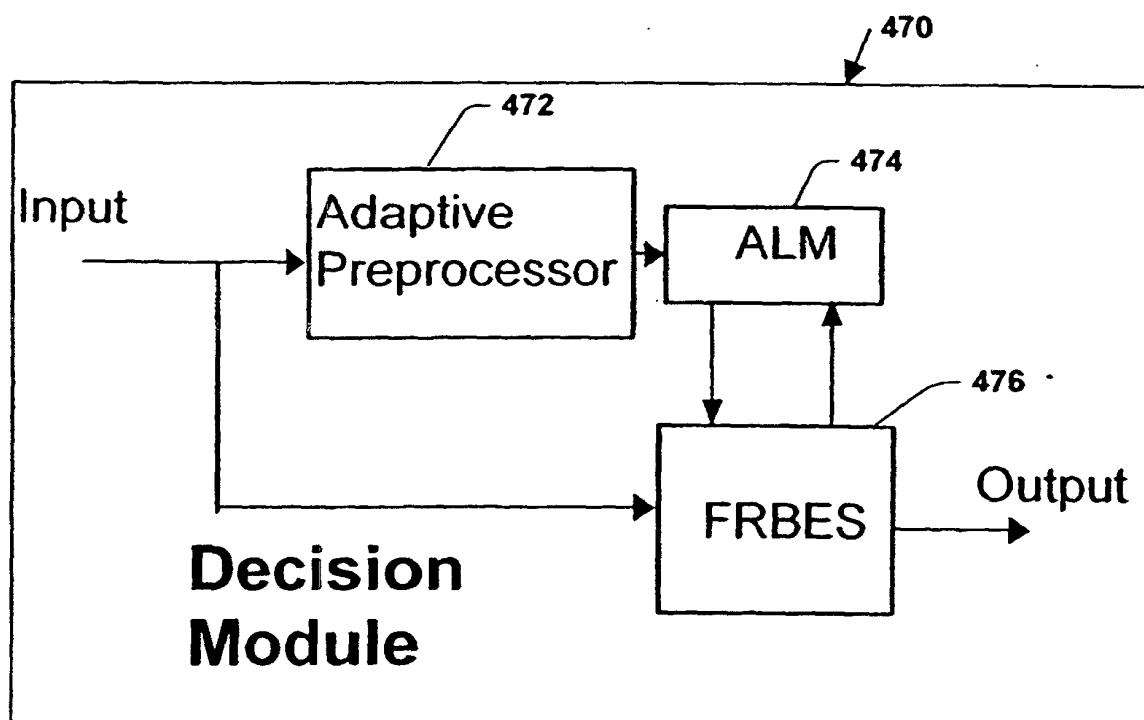 470
472
474
Input
Adaptive
Preprocessor
ALM
476
FRBES
Output
Decision
Module